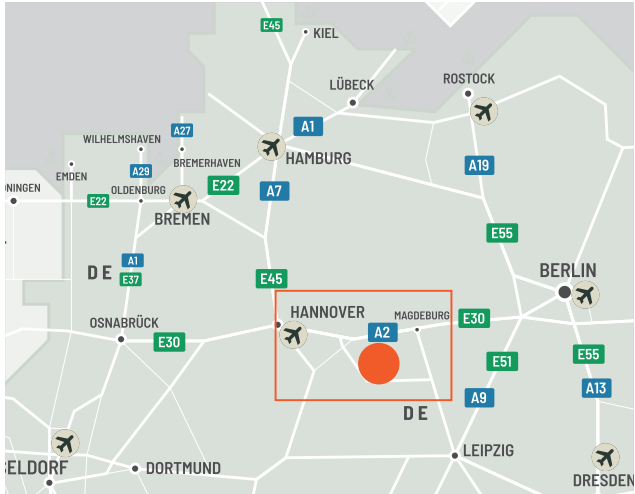 E45
KIEL
LÜBECK
ROSTOCK
A1
A27
WILHELMSHAVEN
BREMERHAVEN
HAMBURG
A19
A29
EMDEN
E22
A7
OLDENBURG
E22
NINGEN
BREMEN
E55
A1
DE
E37
E45
BERLIN
HANNOVER
MAGDEBURG
E30
OSNABRÜCK
A2
E30
E51
E55
A13
A9
DE
LEIPZIG
SELDORF
DORTMUND
DRESDEN